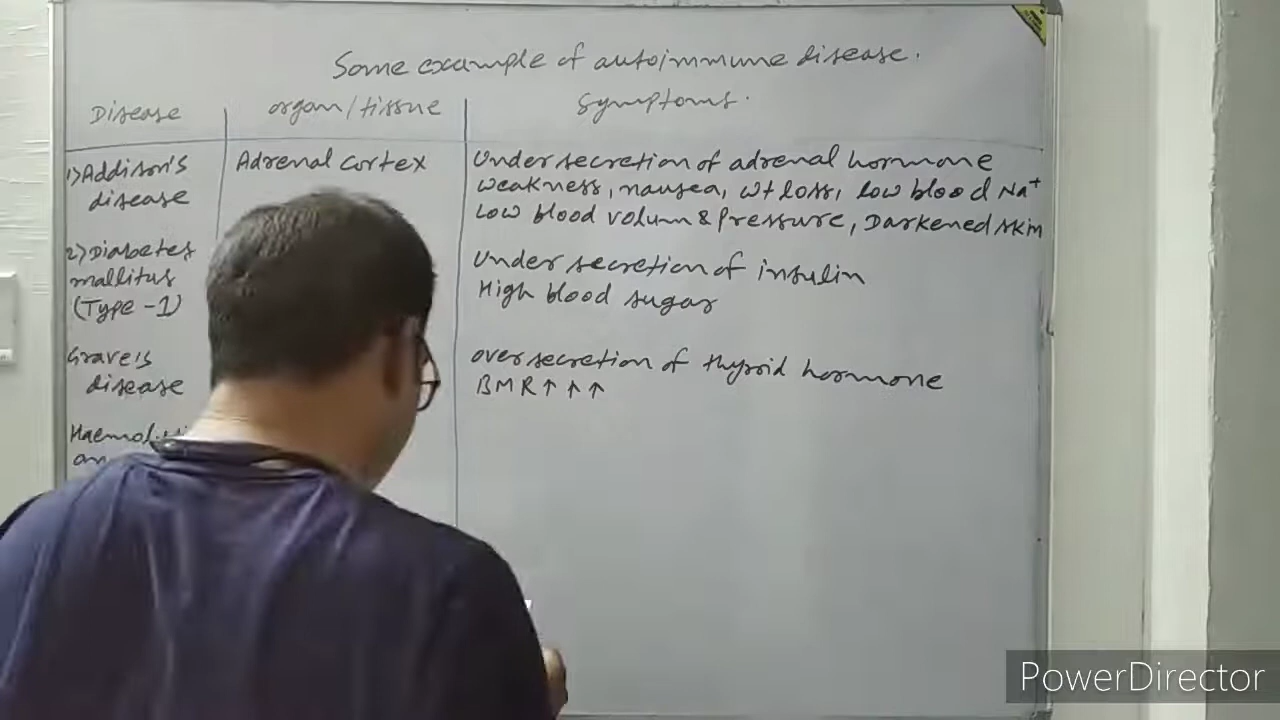 Some example of autoimmune disease.
Disease organ/tissue symptoms.
1) Addison's Adrenal cortex Under secretion of adrenal hormone
disease weakness, nausea, wt loss, low blood Na+
Low blood volum & Pressure, Darkened skin
2) Diabetes Under secretion of insulin
mallitus High blood sugar
(Type -1)
Grave's over secretion of thyroid hormone
disease BMR↑ ↑ ↑
PowerDirector